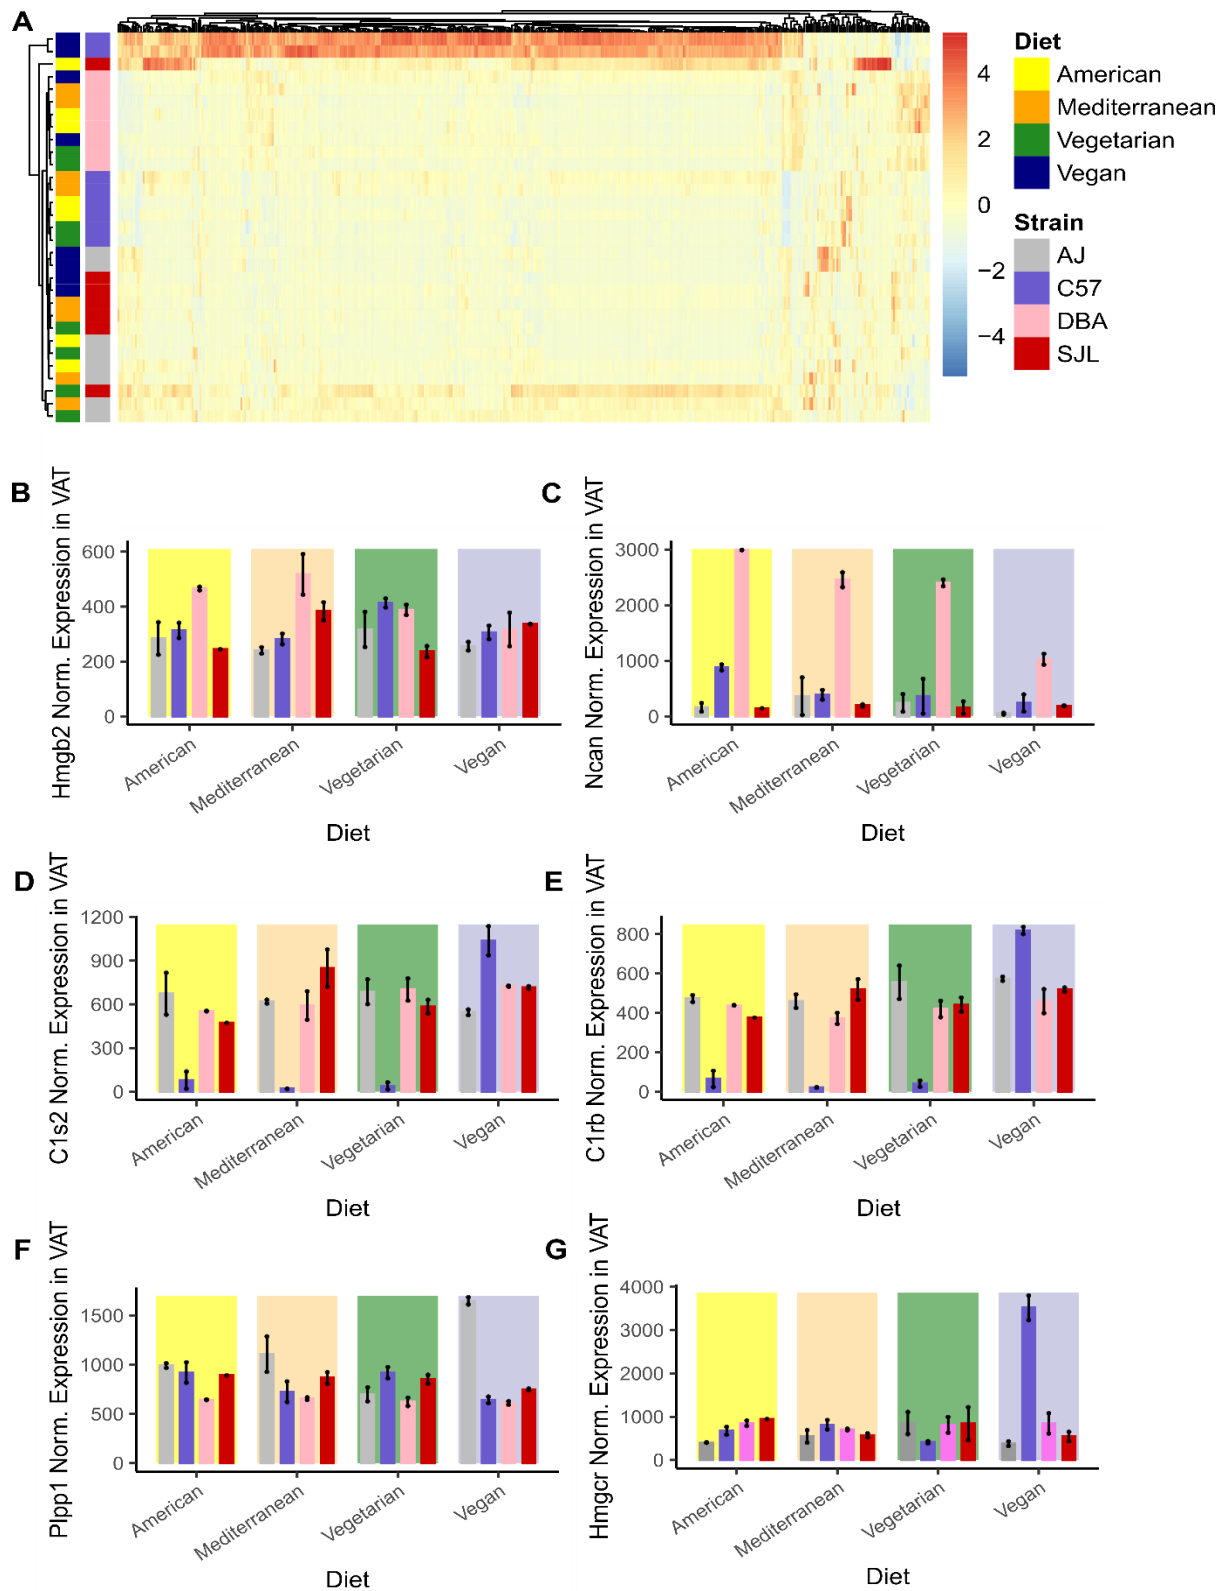 A
4
2
0
−2
−4
Diet
American
Mediterranean
Vegetarian
Vegan
Strain
AJ
C57
DBA
SJL
B
Hmgb2 Norm. Expression in VAT
600
400
200
0
American
Mediterranean
Vegetarian
Vegan
Diet
C
Ncan Norm. Expression in VAT
3000
2000
1000
0
American
Mediterranean
Vegetarian
Vegan
Diet
D
C1s2 Norm. Expression in VAT
1200
900
600
300
0
American
Mediterranean
Vegetarian
Vegan
Diet
E
C1rb Norm. Expression in VAT
800
600
400
200
0
American
Mediterranean
Vegetarian
Vegan
Diet
F
Plpp1 Norm. Expression in VAT
1500
1000
500
0
American
Mediterranean
Vegetarian
Vegan
Diet
G
Hmgcr Norm. Expression in VAT
4000
3000
2000
1000
0
American
Mediterranean
Vegetarian
Vegan
Diet